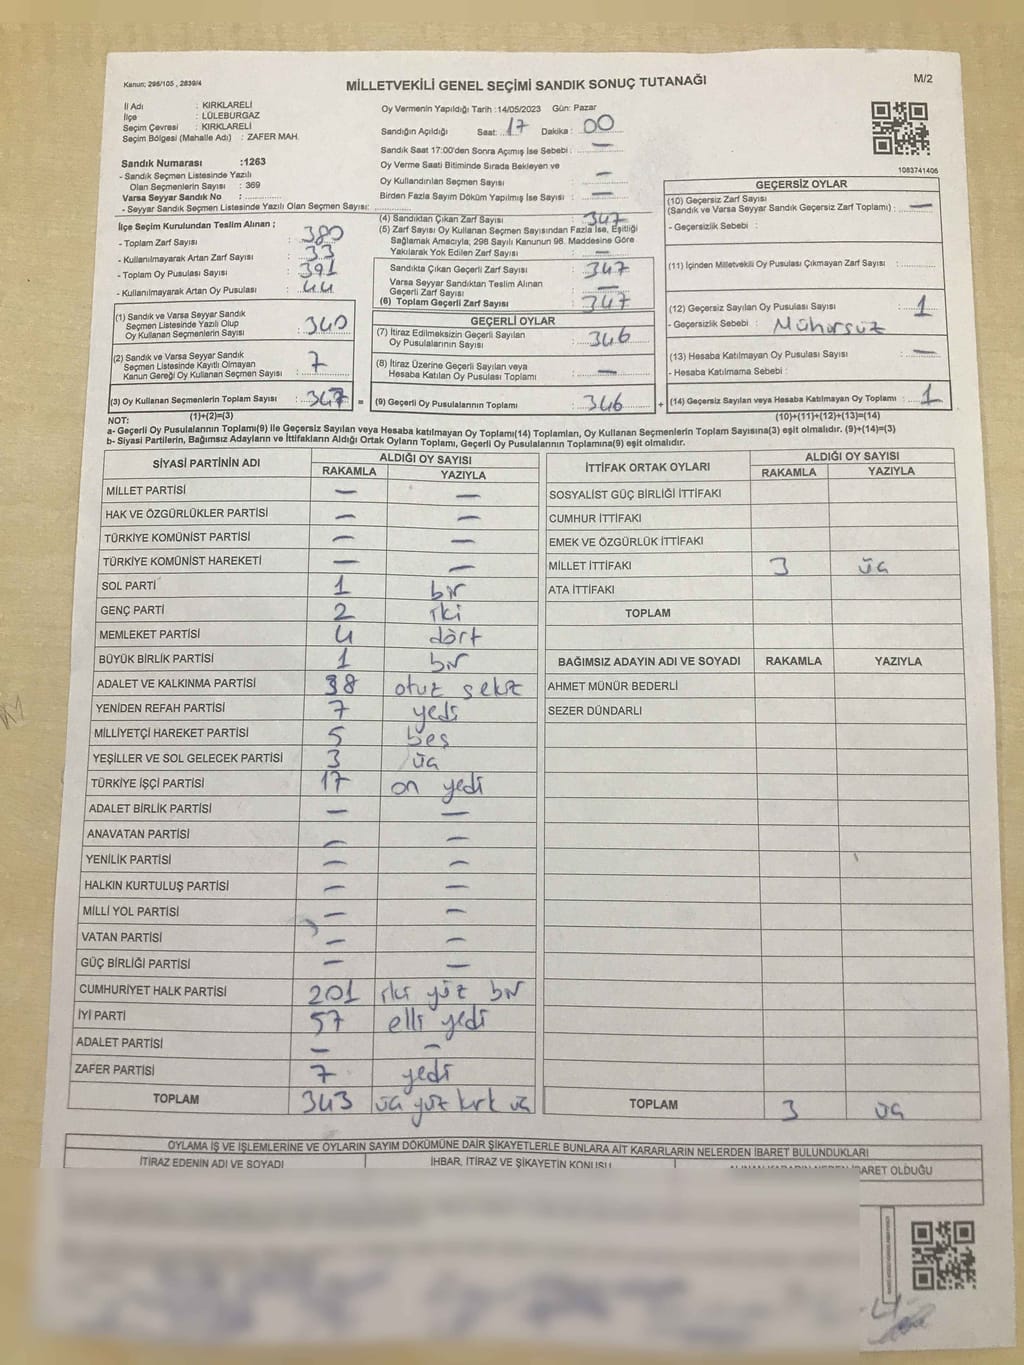 Kanun: 298/105 , 2839/4
MİLLETVEKİLİ GENEL SEÇİMİ SANDIK SONUÇ TUTANAĞI
M/2
İl Adı : KIRKLARELİ
İlçe : LÜLEBURGAZ
Seçim Çevresi : KIRKLARELİ
Seçim Bölgesi (Mahalle Adı) : ZAFER MAH.
Sandık Numarası :1263
- Sandık Seçmen Listesinde Yazılı
Olan Seçmenlerin Sayısı : 369
Varsa Seyyar Sandık No :
- Seyyar Sandık Seçmen Listesinde Yazılı Olan Seçmen Sayısı:
Oy Vermenin Yapıldığı Tarih :14/05/2023 Gün: Pazar
Sandığın Açıldığı Saat: 17 Dakika : 00
Sandık Saat 17:00'den Sonra Açımış İse Sebebi : —
Oy Verme Saati Bitiminde Sırada Bekleyen ve
Oy Kullandırılan Seçmen Sayısı : —
Birden Fazla Sayım Döküm Yapılmış İse Sayısı : —
1083741406
İlçe Seçim Kurulundan Teslim Alınan ;
- Toplam Zarf Sayısı : 380
- Kullanılmayarak Artan Zarf Sayısı : 33
- Toplam Oy Pusulası Sayısı : 391
- Kullanılmayarak Artan Oy Pusulası : 44
(1) Sandık ve Varsa Seyyar Sandık
Seçmen Listesinde Yazılı Olup
Oy Kullanan Seçmenlerin Sayısı : 340
(2) Sandık ve Varsa Seyyar Sandık
Seçmen Listesinde Kayıtlı Olmayan
Kanun Gereği Oy Kullanan Seçmen Sayısı : 7
(3) Oy Kullanan Seçmenlerin Toplam Sayısı : 347 =
(1)+(2)=(3)
(4) Sandıktan Çıkan Zarf Sayısı : 347
(5) Zarf Sayısı Oy Kullanan Seçmen Sayısından Fazla İse, Eşitliği
Sağlamak Amacıyla; 298 Sayılı Kanunun 98. Maddesine Göre
Yakılarak Yok Edilen Zarf Sayısı : —
Sandıkta Çıkan Geçerli Zarf Sayısı : 347
Varsa Seyyar Sandıktan Teslim Alınan
Geçerli Zarf Sayısı : —
(6) Toplam Geçerli Zarf Sayısı : 347
GEÇERLİ OYLAR
(7) İtiraz Edilmeksizin Geçerli Sayılan
Oy Pusulalarının Sayısı : 346
(8) İtiraz Üzerine Geçerli Sayılan veya
Hesaba Katılan Oy Pusulası Toplamı : —
(9) Geçerli Oy Pusulalarının Toplamı : 346 +
GEÇERSİZ OYLAR
(10) Geçersiz Zarf Sayısı
(Sandık ve Varsa Seyyar Sandık Geçersiz Zarf Toplamı) : —
- Geçersizlik Sebebi :
(11) İçinden Milletvekili Oy Pusulası Çıkmayan Zarf Sayısı :
(12) Geçersiz Sayılan Oy Pusulası Sayısı : 1
- Geçersizlik Sebebi : Mühürsüz
(13) Hesaba Katılmayan Oy Pusulası Sayısı : —
- Hesaba Katılmama Sebebi :
(14) Geçersiz Sayılan veya Hesaba Katılmayan Oy Toplamı : 1
(10)+(11)+(12)+(13)=(14)
NOT:
a- Geçerli Oy Pusulalarının Toplamı(9) ile Geçersiz Sayılan veya Hesaba katılmayan Oy Toplamı(14) Toplamları, Oy Kullanan Seçmenlerin Toplam Sayısına(3) eşit olmalıdır. (9)+(14)=(3)
b- Siyasi Partilerin, Bağımsız Adayların ve İttifakların Aldığı Ortak Oyların Toplamı, Geçerli Oy Pusulalarının Toplamına(9) eşit olmalıdır.
SİYASİ PARTİNİN ADI ALDIĞI OY SAYISI
RAKAMLA YAZIYLA
MİLLET PARTİSİ — —
HAK VE ÖZGÜRLÜKLER PARTİSİ — —
TÜRKİYE KOMÜNİST PARTİSİ — —
TÜRKİYE KOMÜNİST HAREKETİ — —
SOL PARTİ 1 bir
GENÇ PARTİ 2 iki
MEMLEKET PARTİSİ 4 dört
BÜYÜK BİRLİK PARTİSİ 1 bir
ADALET VE KALKINMA PARTİSİ 38 otuz sekiz
YENİDEN REFAH PARTİSİ 7 yedi
MİLLİYETÇİ HAREKET PARTİSİ 5 beş
YEŞİLLER VE SOL GELECEK PARTİSİ 3 üç
TÜRKİYE İŞÇİ PARTİSİ 17 on yedi
ADALET BİRLİK PARTİSİ — —
ANAVATAN PARTİSİ — —
YENİLİK PARTİSİ — —
HALKIN KURTULUŞ PARTİSİ — —
MİLLİ YOL PARTİSİ — —
VATAN PARTİSİ — —
GÜÇ BİRLİĞİ PARTİSİ — —
CUMHURİYET HALK PARTİSİ 201 iki yüz bir
İYİ PARTİ 57 elli yedi
ADALET PARTİSİ — —
ZAFER PARTİSİ 7 yedi
TOPLAM 343 üç yüz kırk üç
İTTİFAK ORTAK OYLARI ALDIĞI OY SAYISI
RAKAMLA YAZIYLA
SOSYALİST GÜÇ BİRLİĞİ İTTİFAKI
CUMHUR İTTİFAKI
EMEK VE ÖZGÜRLÜK İTTİFAKI
MİLLET İTTİFAKI 3 üç
ATA İTTİFAKI
TOPLAM
BAĞIMSIZ ADAYIN ADI VE SOYADI RAKAMLA YAZIYLA
AHMET MÜNÜR BEDERLİ
SEZER DÜNDARLI
TOPLAM 3 üç
OYLAMA İŞ VE İŞLEMLERİNE VE OYLARIN SAYIM DÖKÜMÜNE DAİR ŞİKAYETLERLE BUNLARA AİT KARARLARIN NELERDEN İBARET BULUNDUKLARI
İTİRAZ EDENİN ADI VE SOYADI İHBAR, İTİRAZ VE ŞİKAYETİN KONUSU İBARET OLDUĞU